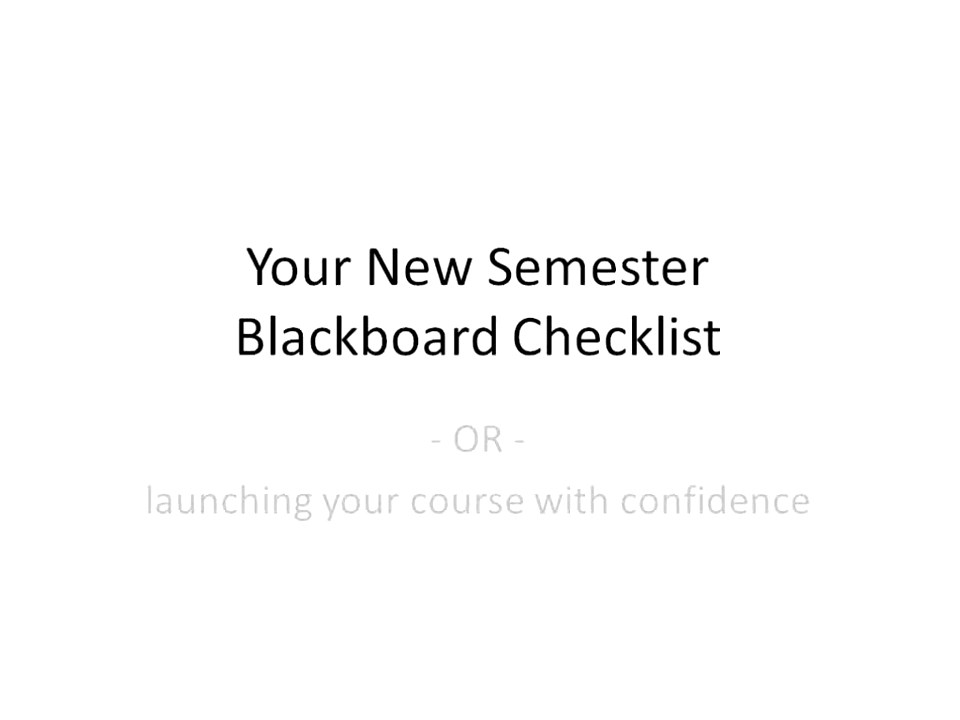 Your New Semester
Blackboard Checklist
- OR -
launching your course with confidence